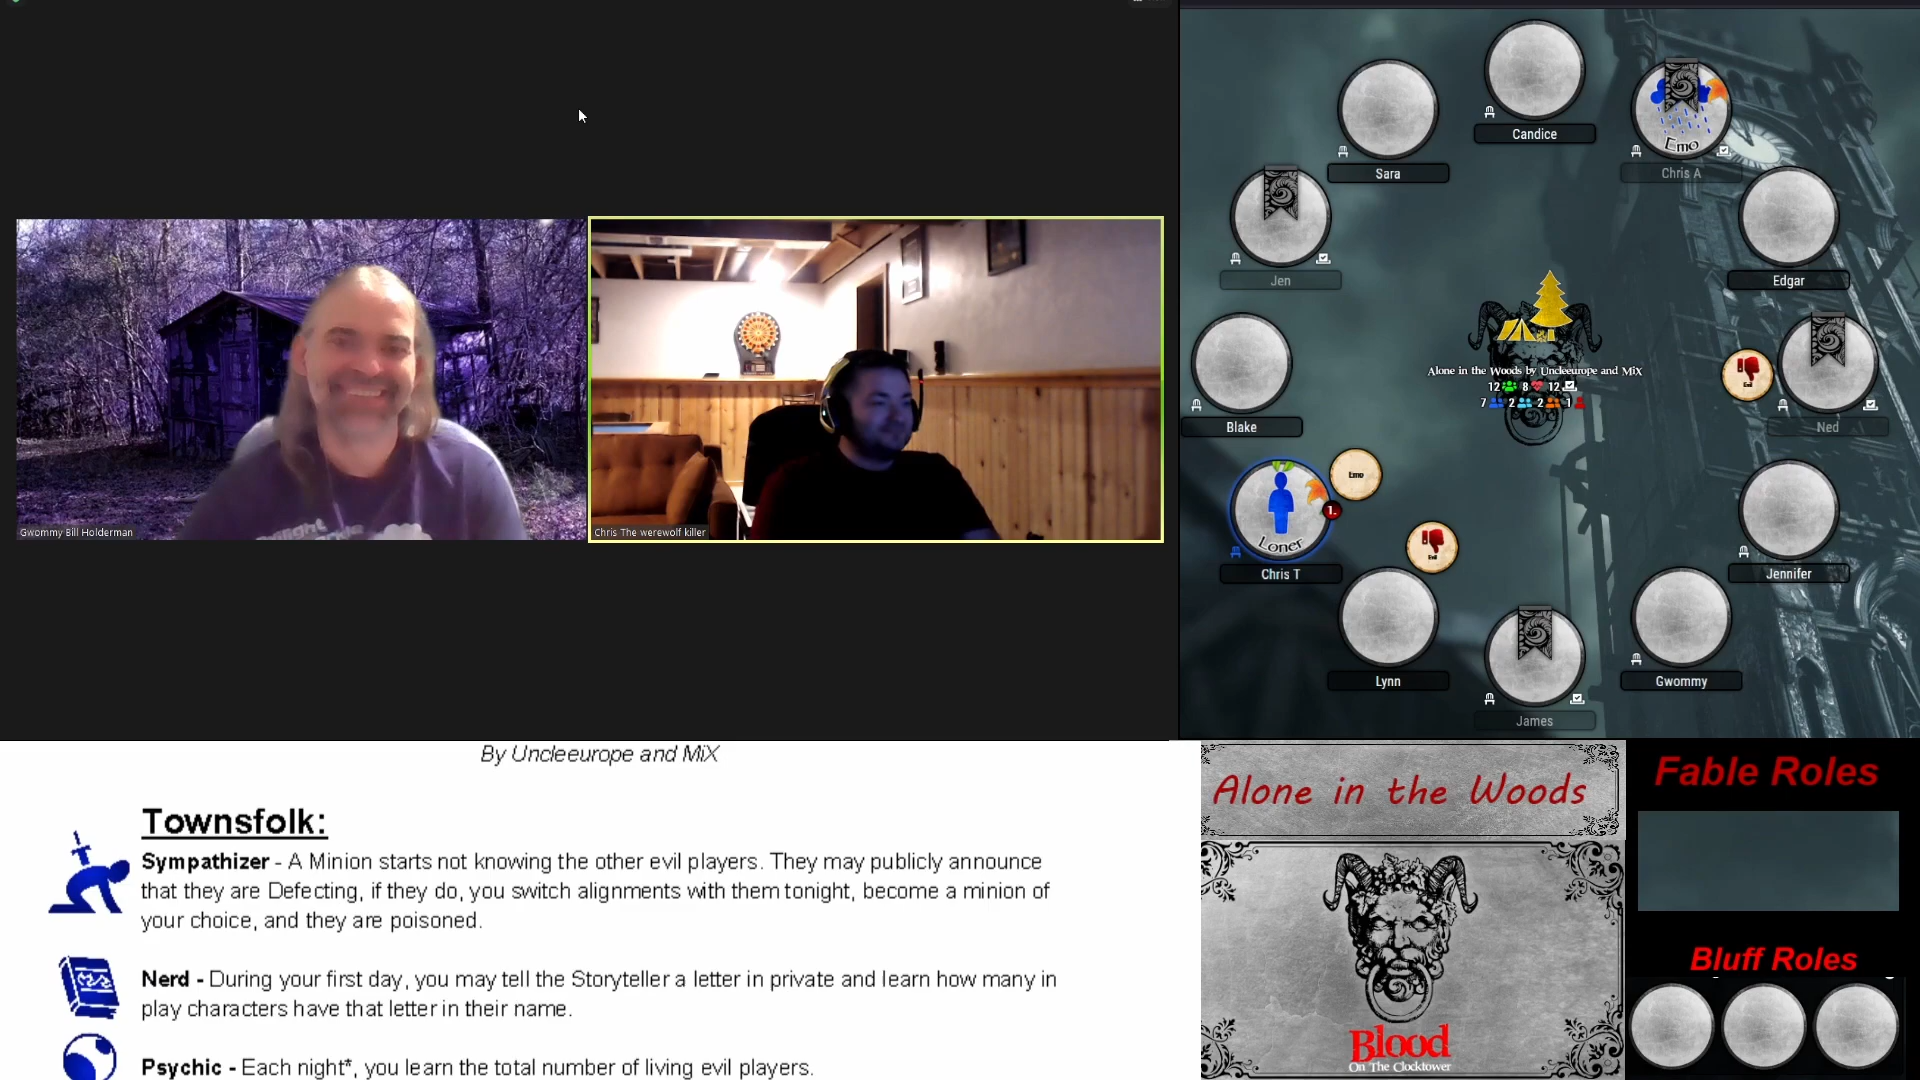 Candice
Emo
Chris A
Sara
Jen
Edgar
Alone in the Woods by Uncleeurope and MiX
12 8 12
7 2 2 1
Evil
Ned
Blake
Emo
1.
Loner
Chris T
Evil
Jennifer
Lynn
Gwommy
James
Gwommy Bill Holderman
Chris The werewolf killer
By Uncleeurope and MiX
Townsfolk:
Sympathizer - A Minion starts not knowing the other evil players. They may publicly announce
that they are Defecting, if they do, you switch alignments with them tonight, become a minion of
your choice, and they are poisoned.
Nerd - During your first day, you may tell the Storyteller a letter in private and learn how many in
play characters have that letter in their name.
Psychic - Each night*, you learn the total number of living evil players.
Alone in the Woods
Blood
On The Clocktower
Fable Roles
Bluff Roles